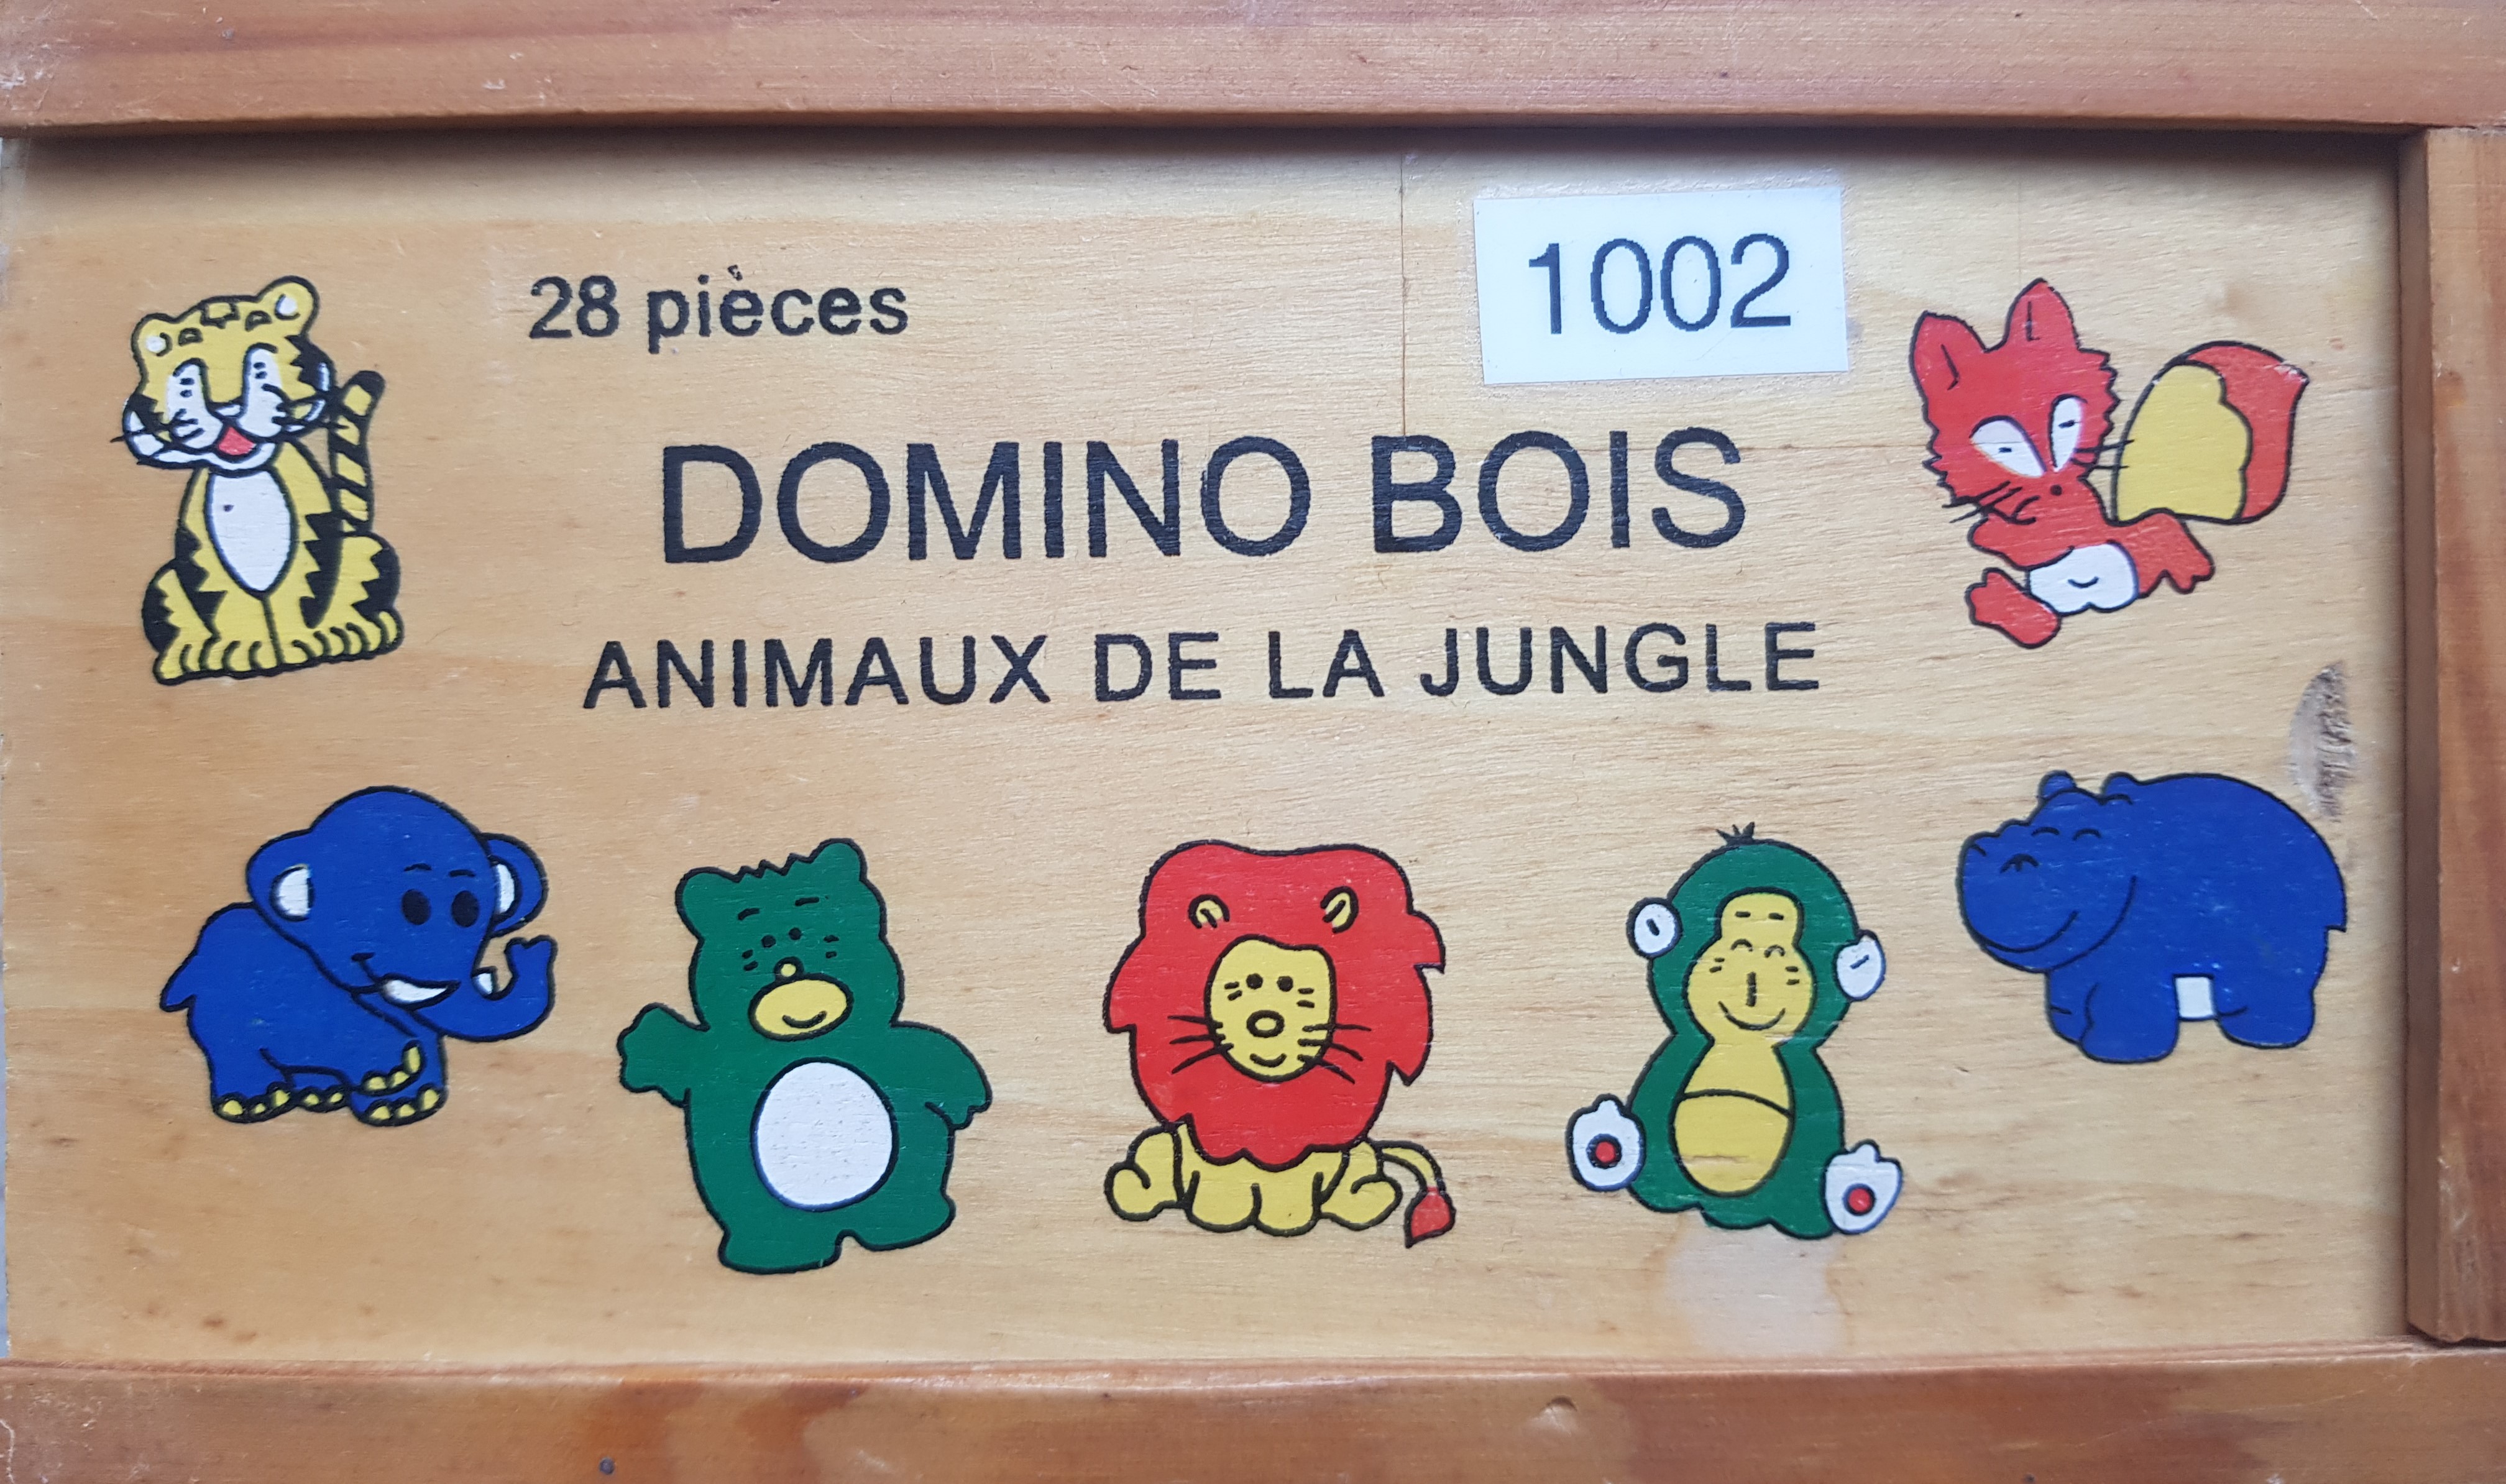 28 pièces
1002
DOMINO BOIS
ANIMAUX DE LA JUNGLE